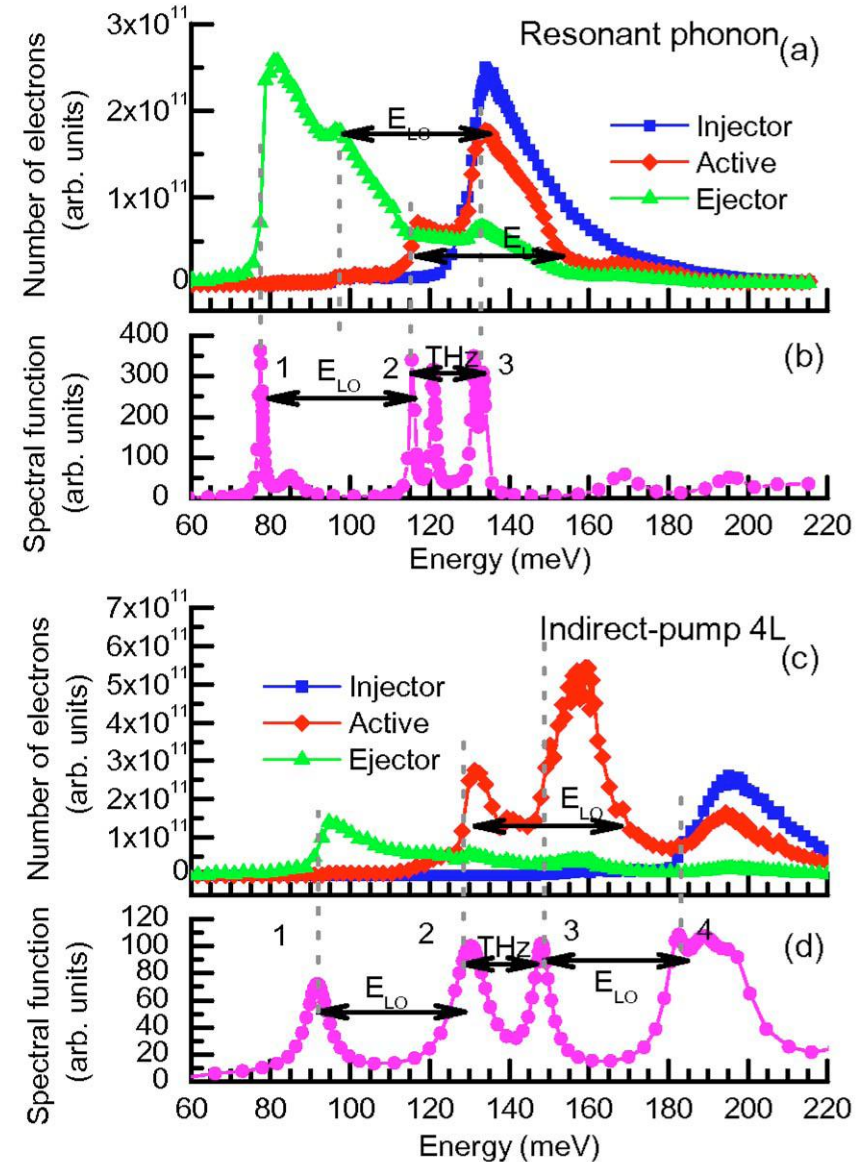 Resonant phonon
(a)
Number of electrons
(arb. units)
3x10¹¹
2x10¹¹
1x10¹¹
0
E_LO
E_L
Injector
Active
Ejector
Spectral function
(arb. units)
400
300
200
100
0
(b)
1
E_LO
2
THz
3
60 80 100 120 140 160 180 200 220
Energy (meV)
Indirect-pump 4L
(c)
Number of electrons
(arb. units)
7x10¹¹
6x10¹¹
5x10¹¹
4x10¹¹
3x10¹¹
2x10¹¹
1x10¹¹
0
Injector
Active
Ejector
E_LO
Spectral function
(arb. units)
120
100
80
60
40
20
0
(d)
1
2
THz
3
4
E_LO
E_LO
60 80 100 120 140 160 180 200 220
Energy (meV)